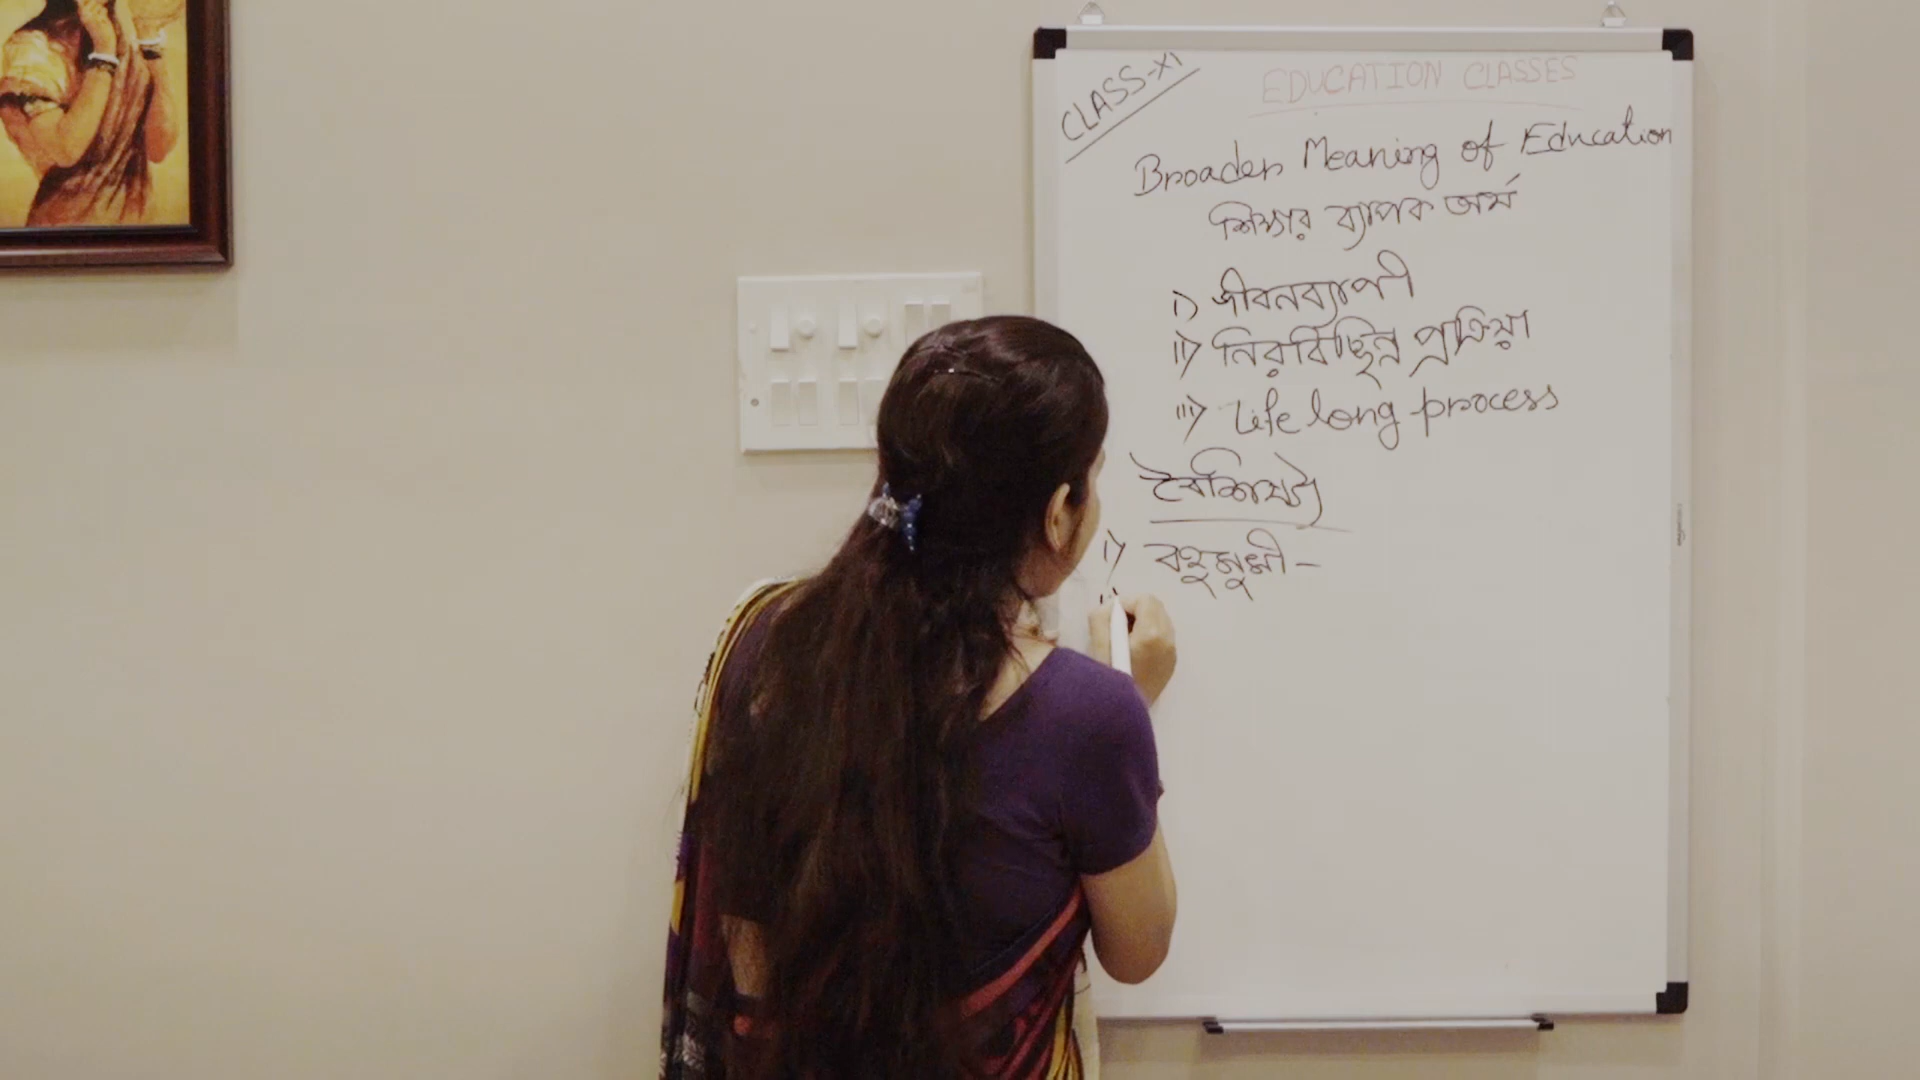 CLASS-XI
EDUCATION CLASSES
Broader Meaning of Education
শিক্ষার ব্যাপক অর্থ
i) জীবনব্যাপী
ii) নিরবিচ্ছিন্ন প্রক্রিয়া
iii) Life long process
বৈশিষ্ট্য
i) বহুমুখী -